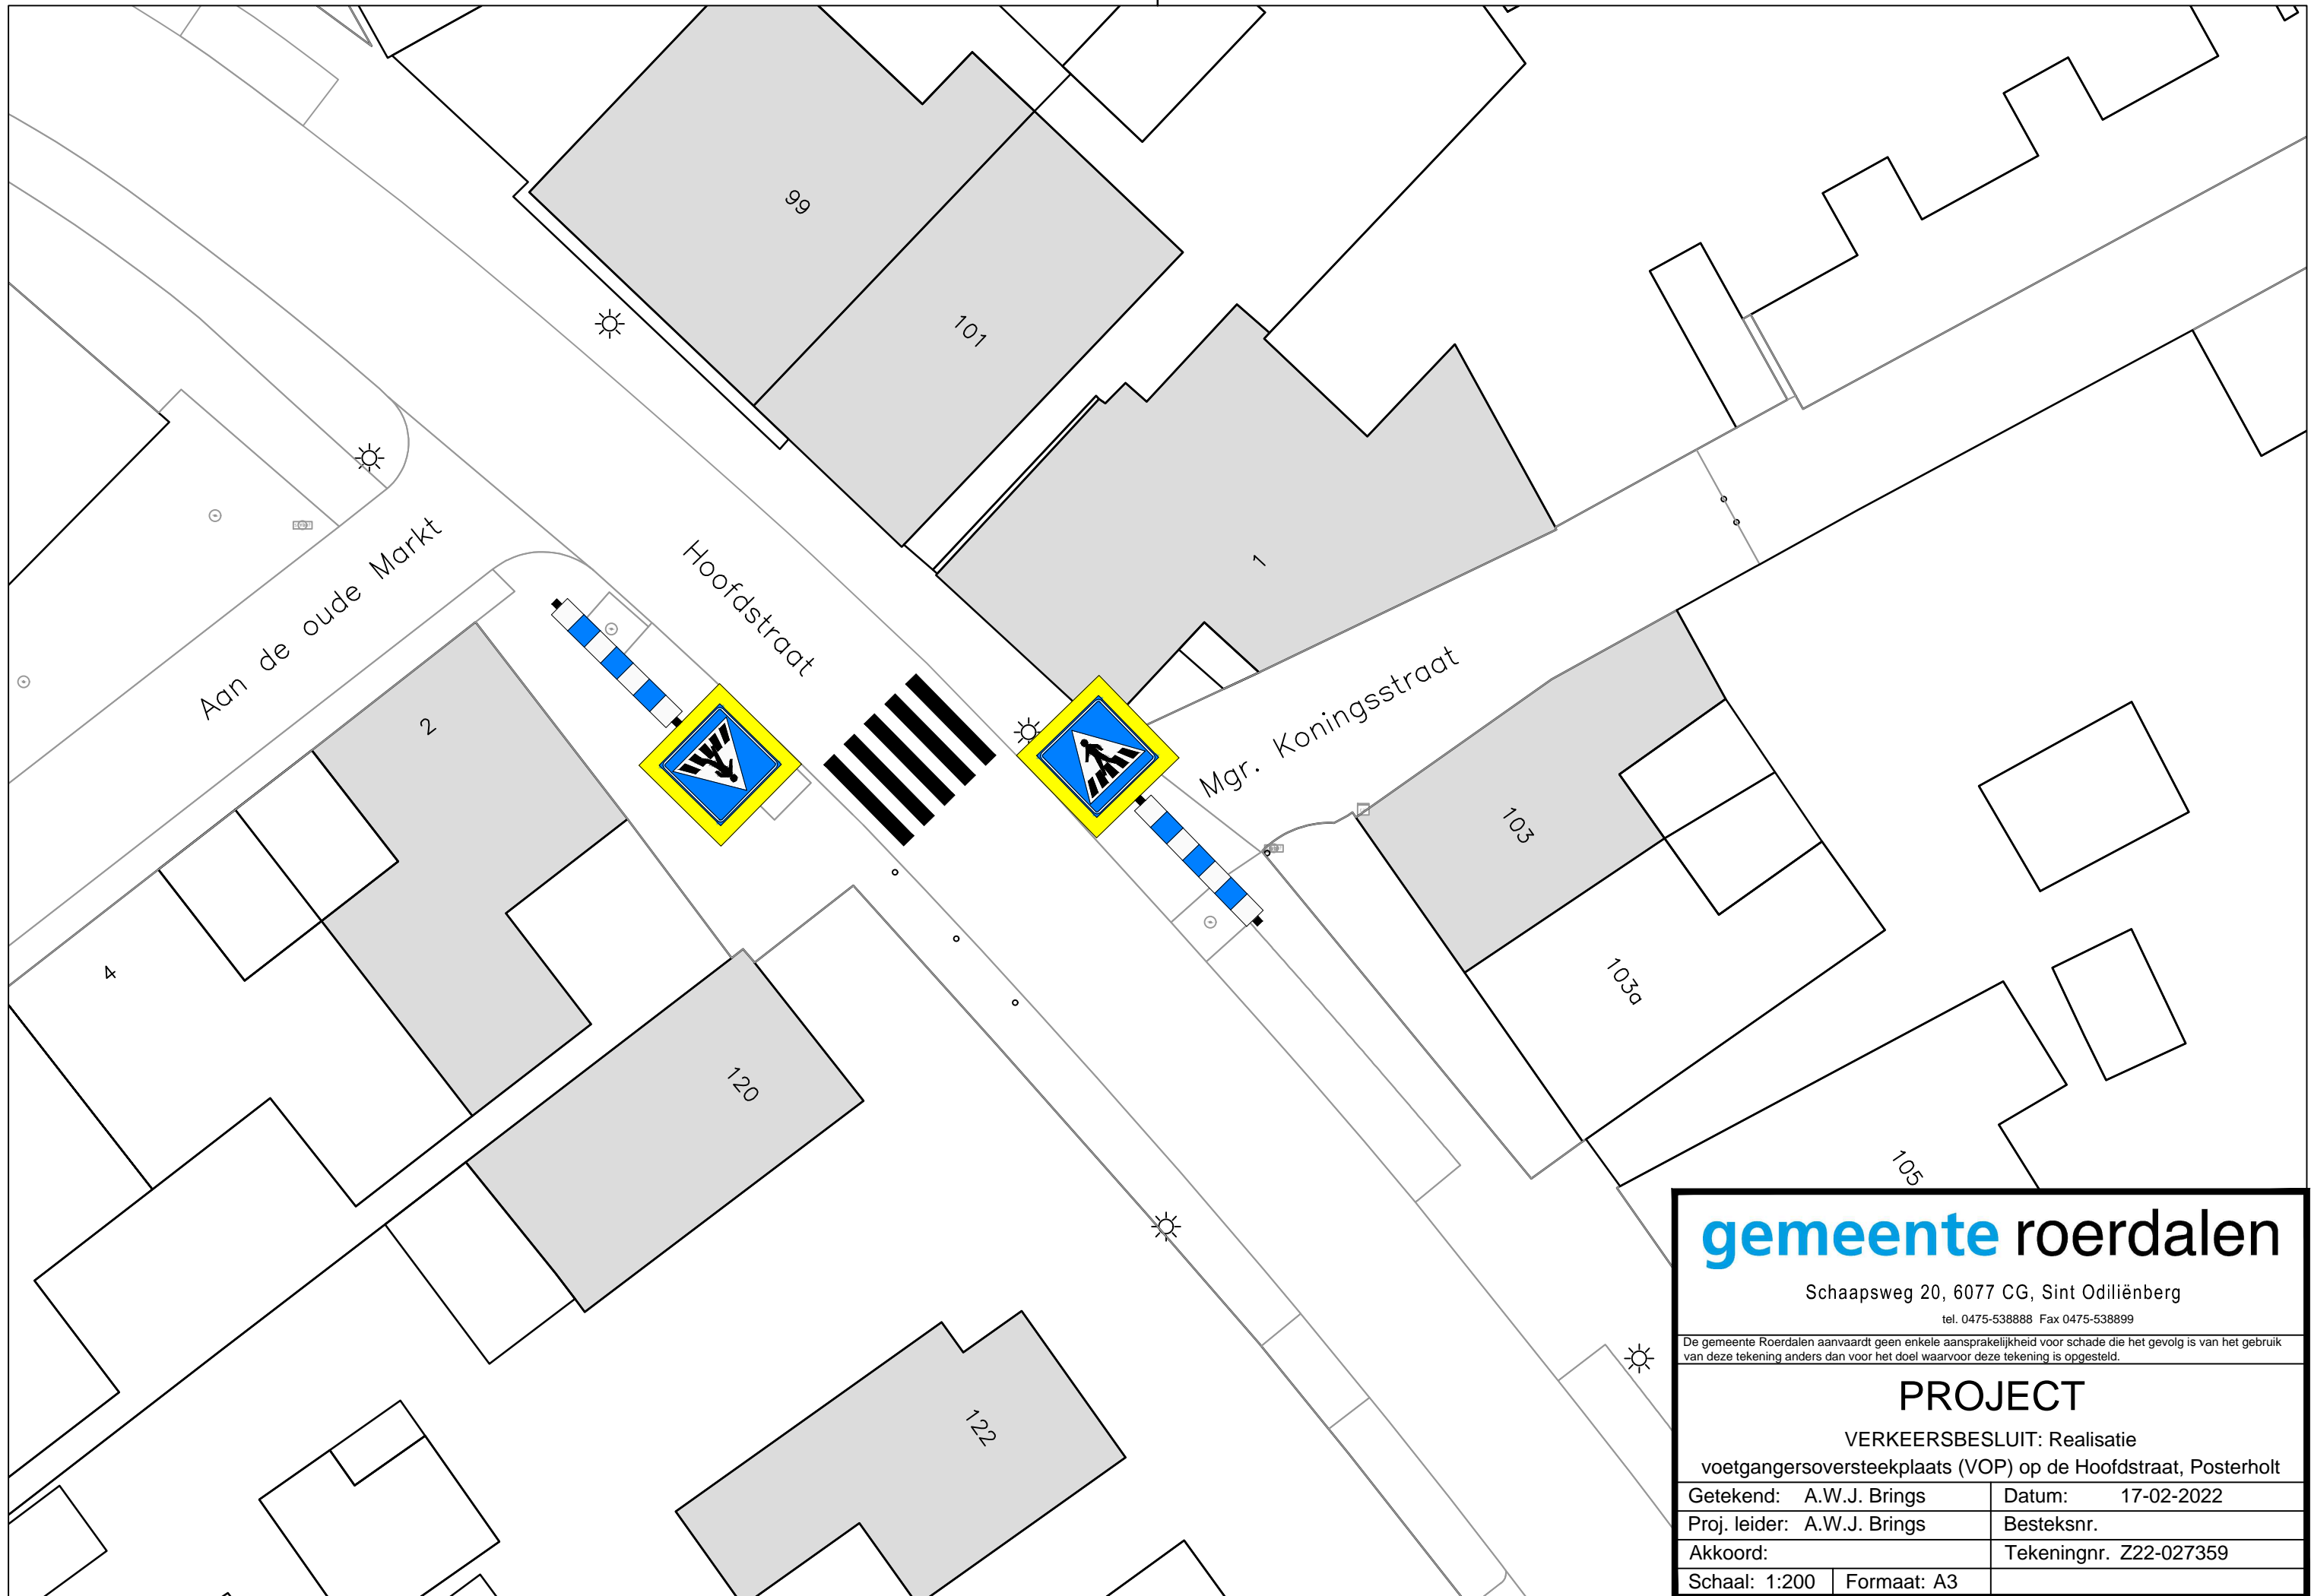 99
101
1
Hoofdstraat
Aan de oude Markt
Mgr. Koningsstraat
2
4
103
103a
105
120
122
gemeente roerdalen
Schaapsweg 20, 6077 CG, Sint Odiliënberg
tel. 0475-538888 Fax 0475-538899
De gemeente Roerdalen aanvaardt geen enkele aansprakelijkheid voor schade die het gevolg is van het gebruik
van deze tekening anders dan voor het doel waarvoor deze tekening is opgesteld.
PROJECT
VERKEERSBESLUIT: Realisatie
voetgangersoversteekplaats (VOP) op de Hoofdstraat, Posterholt
Getekend: A.W.J. Brings
Datum: 17-02-2022
Proj. leider: A.W.J. Brings
Besteksnr.
Akkoord:
Tekeningnr. Z22-027359
Schaal: 1:200
Formaat: A3